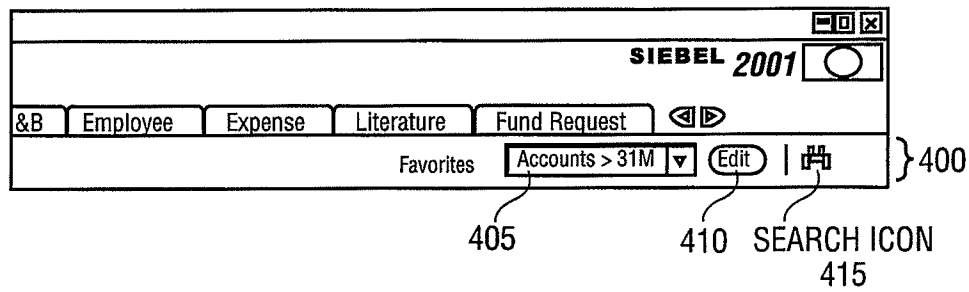 SIEBEL 2001
&B Employee Expense Literature Fund Request
Favorites Accounts > 31M Edit 400
405 410 SEARCH ICON
415